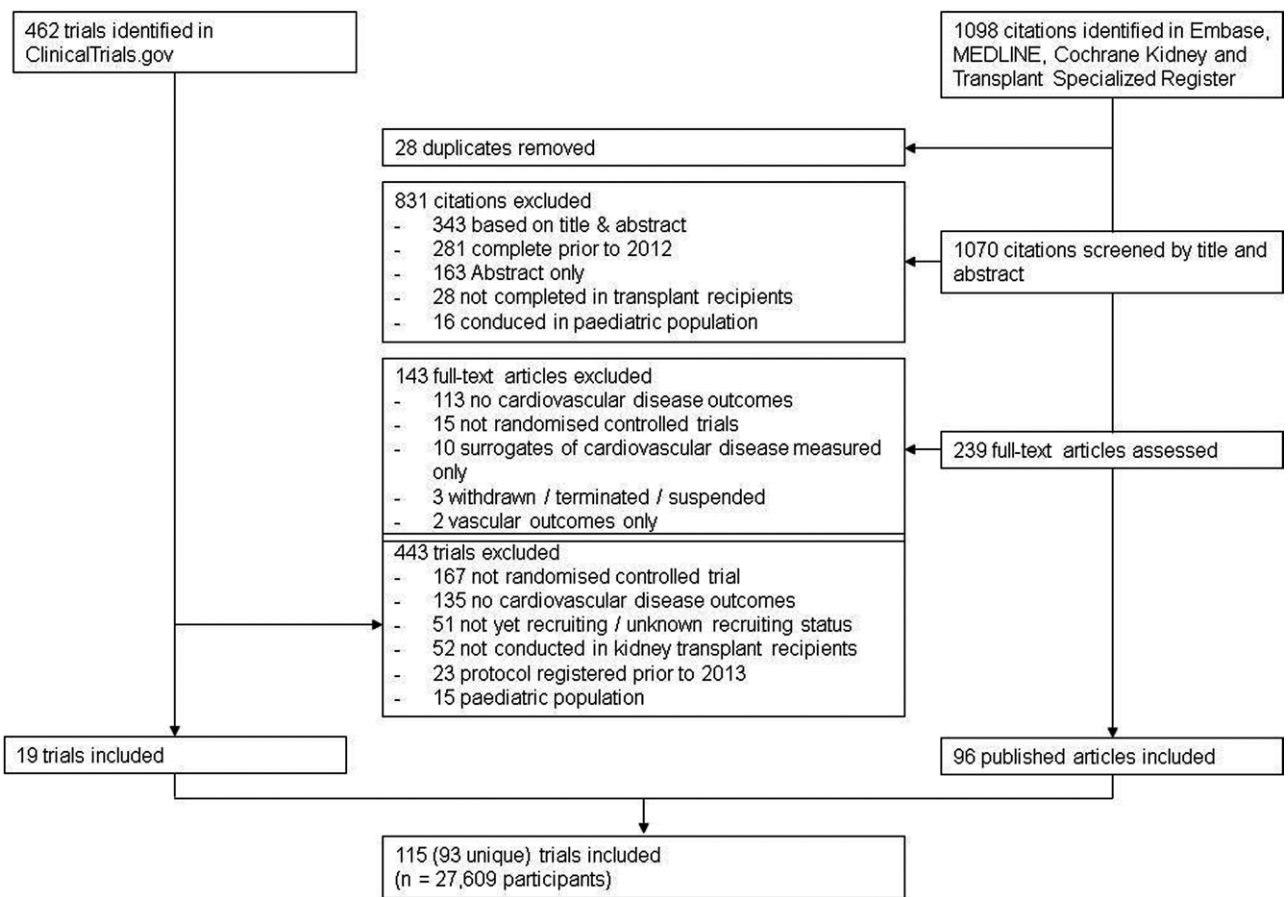 462 trials identified in
ClinicalTrials.gov
1098 citations identified in Embase,
MEDLINE, Cochrane Kidney and
Transplant Specialized Register
28 duplicates removed
831 citations excluded
- 343 based on title & abstract
- 281 complete prior to 2012
- 163 Abstract only
- 28 not completed in transplant recipients
- 16 conduced in paediatric population
1070 citations screened by title and
abstract
143 full-text articles excluded
- 113 no cardiovascular disease outcomes
- 15 not randomised controlled trials
- 10 surrogates of cardiovascular disease measured
only
- 3 withdrawn / terminated / suspended
- 2 vascular outcomes only
239 full-text articles assessed
443 trials excluded
- 167 not randomised controlled trial
- 135 no cardiovascular disease outcomes
- 51 not yet recruiting / unknown recruiting status
- 52 not conducted in kidney transplant recipients
- 23 protocol registered prior to 2013
- 15 paediatric population
19 trials included
96 published articles included
115 (93 unique) trials included
(n = 27,609 participants)